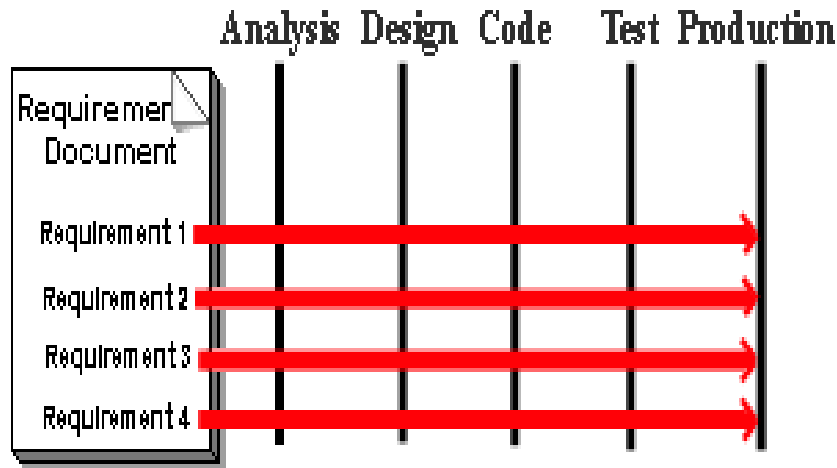 Analysis Design Code Test Production
Requiremen
Document
Requirement 1
Requirement 2
Requirement 3
Requirement 4